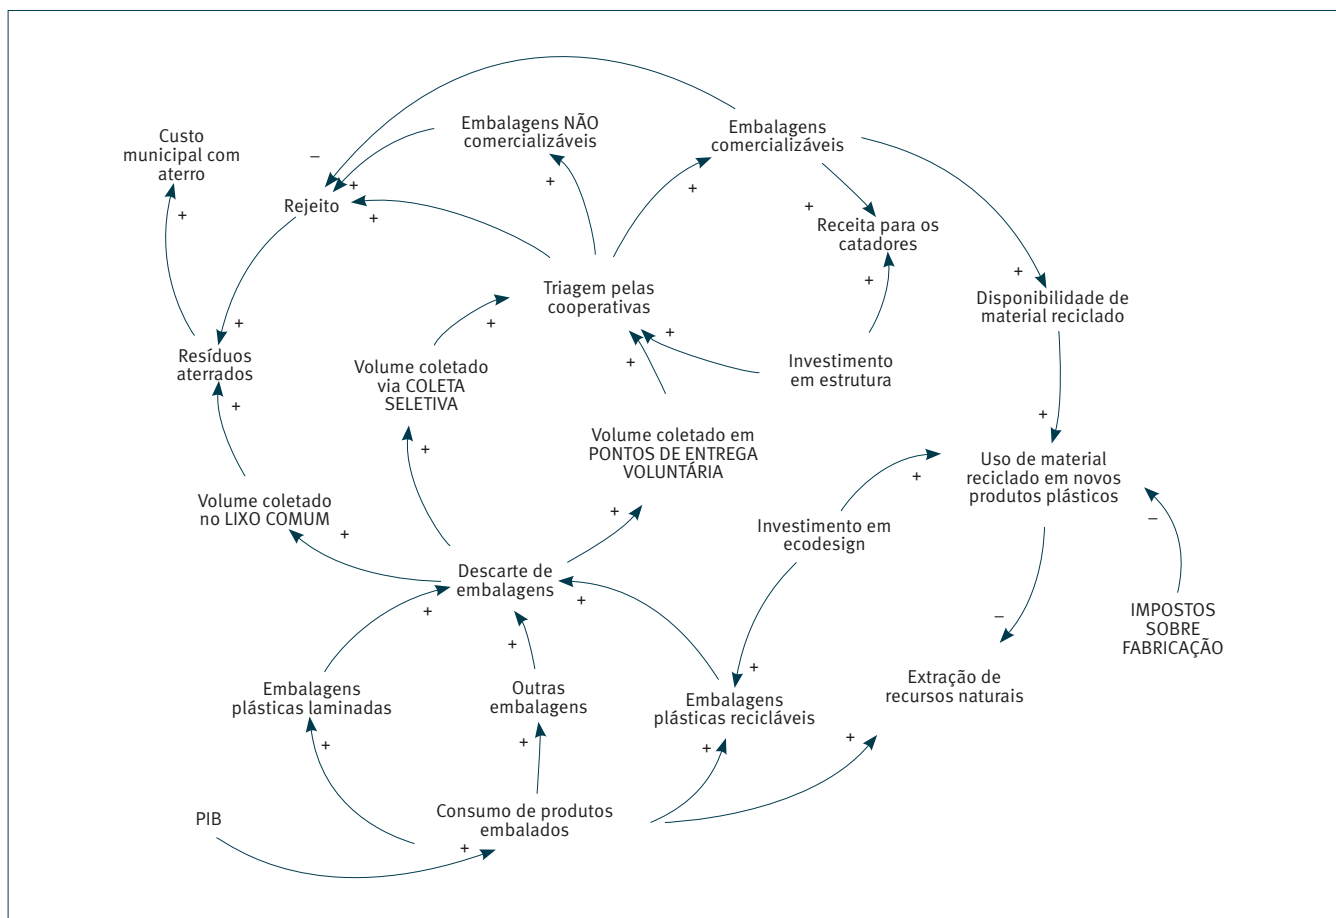 Custo
municipal com
aterro
Embalagens NÃO
comercializáveis
Embalagens
comercializáveis
–
+
+
+
+
+
+
Rejeito
Receita para os
catadores
+
+
Triagem pelas
cooperativas
Disponibilidade de
material reciclado
+
+
+
+
Resíduos
aterrados
Volume coletado
via COLETA
SELETIVA
Investimento
em estrutura
+
+
+
Volume coletado em
PONTOS DE ENTREGA
VOLUNTÁRIA
Uso de material
reciclado em novos
produtos plásticos
+
Volume coletado
no LIXO COMUM
+
+
Investimento em
ecodesign
–
Descarte de
embalagens
+
+
+
–
IMPOSTOS
SOBRE
FABRICAÇÃO
+
Embalagens
plásticas laminadas
Outras
embalagens
Embalagens
plásticas recicláveis
Extração de
recursos naturais
+
+
+
+
PIB
Consumo de produtos
embalados
+